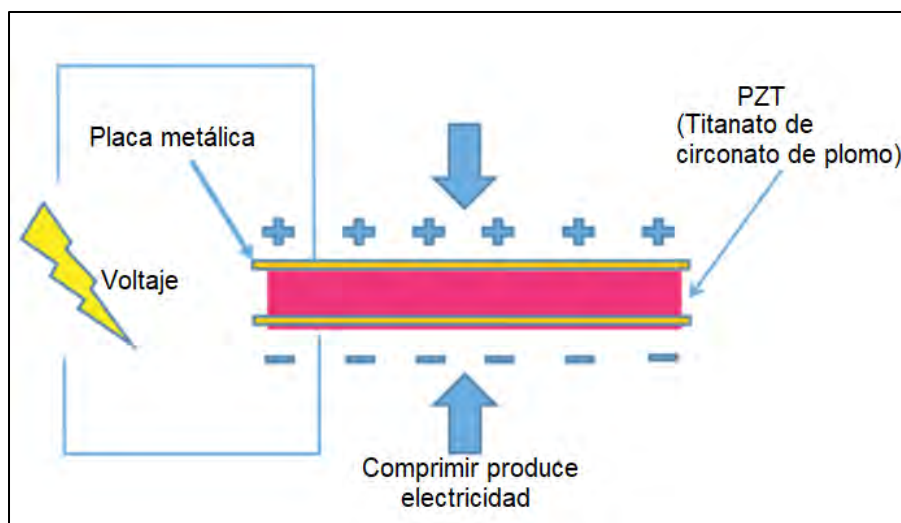 PZT
(Titanato de
circonato de plomo)
Placa metálica
Voltaje
Comprimir produce
electricidad